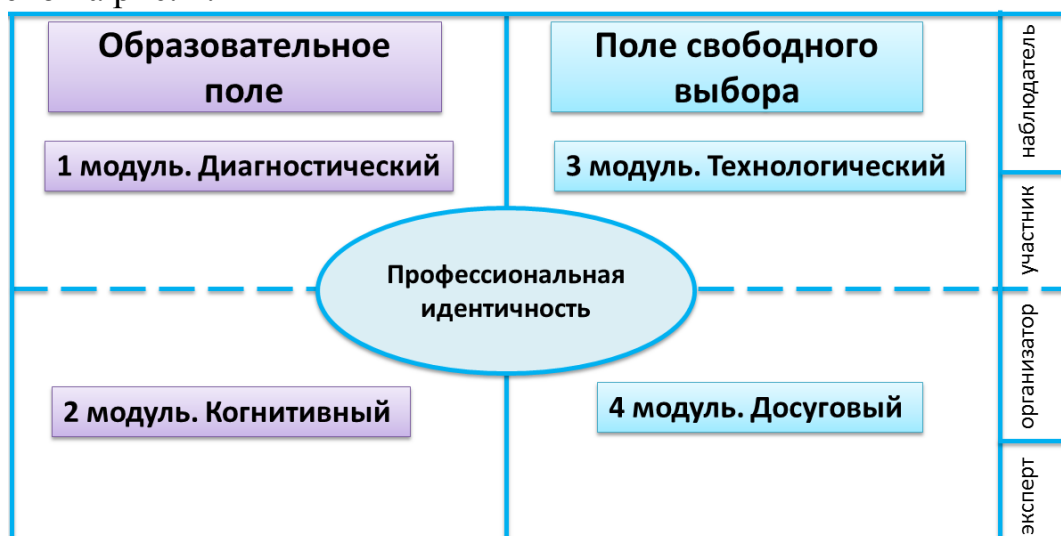 Образовательное
поле
Поле свободного
выбора
1 модуль. Диагностический
3 модуль. Технологический
Профессиональная
идентичность
2 модуль. Когнитивный
4 модуль. Досуговый
наблюдатель
участник
организатор
эксперт